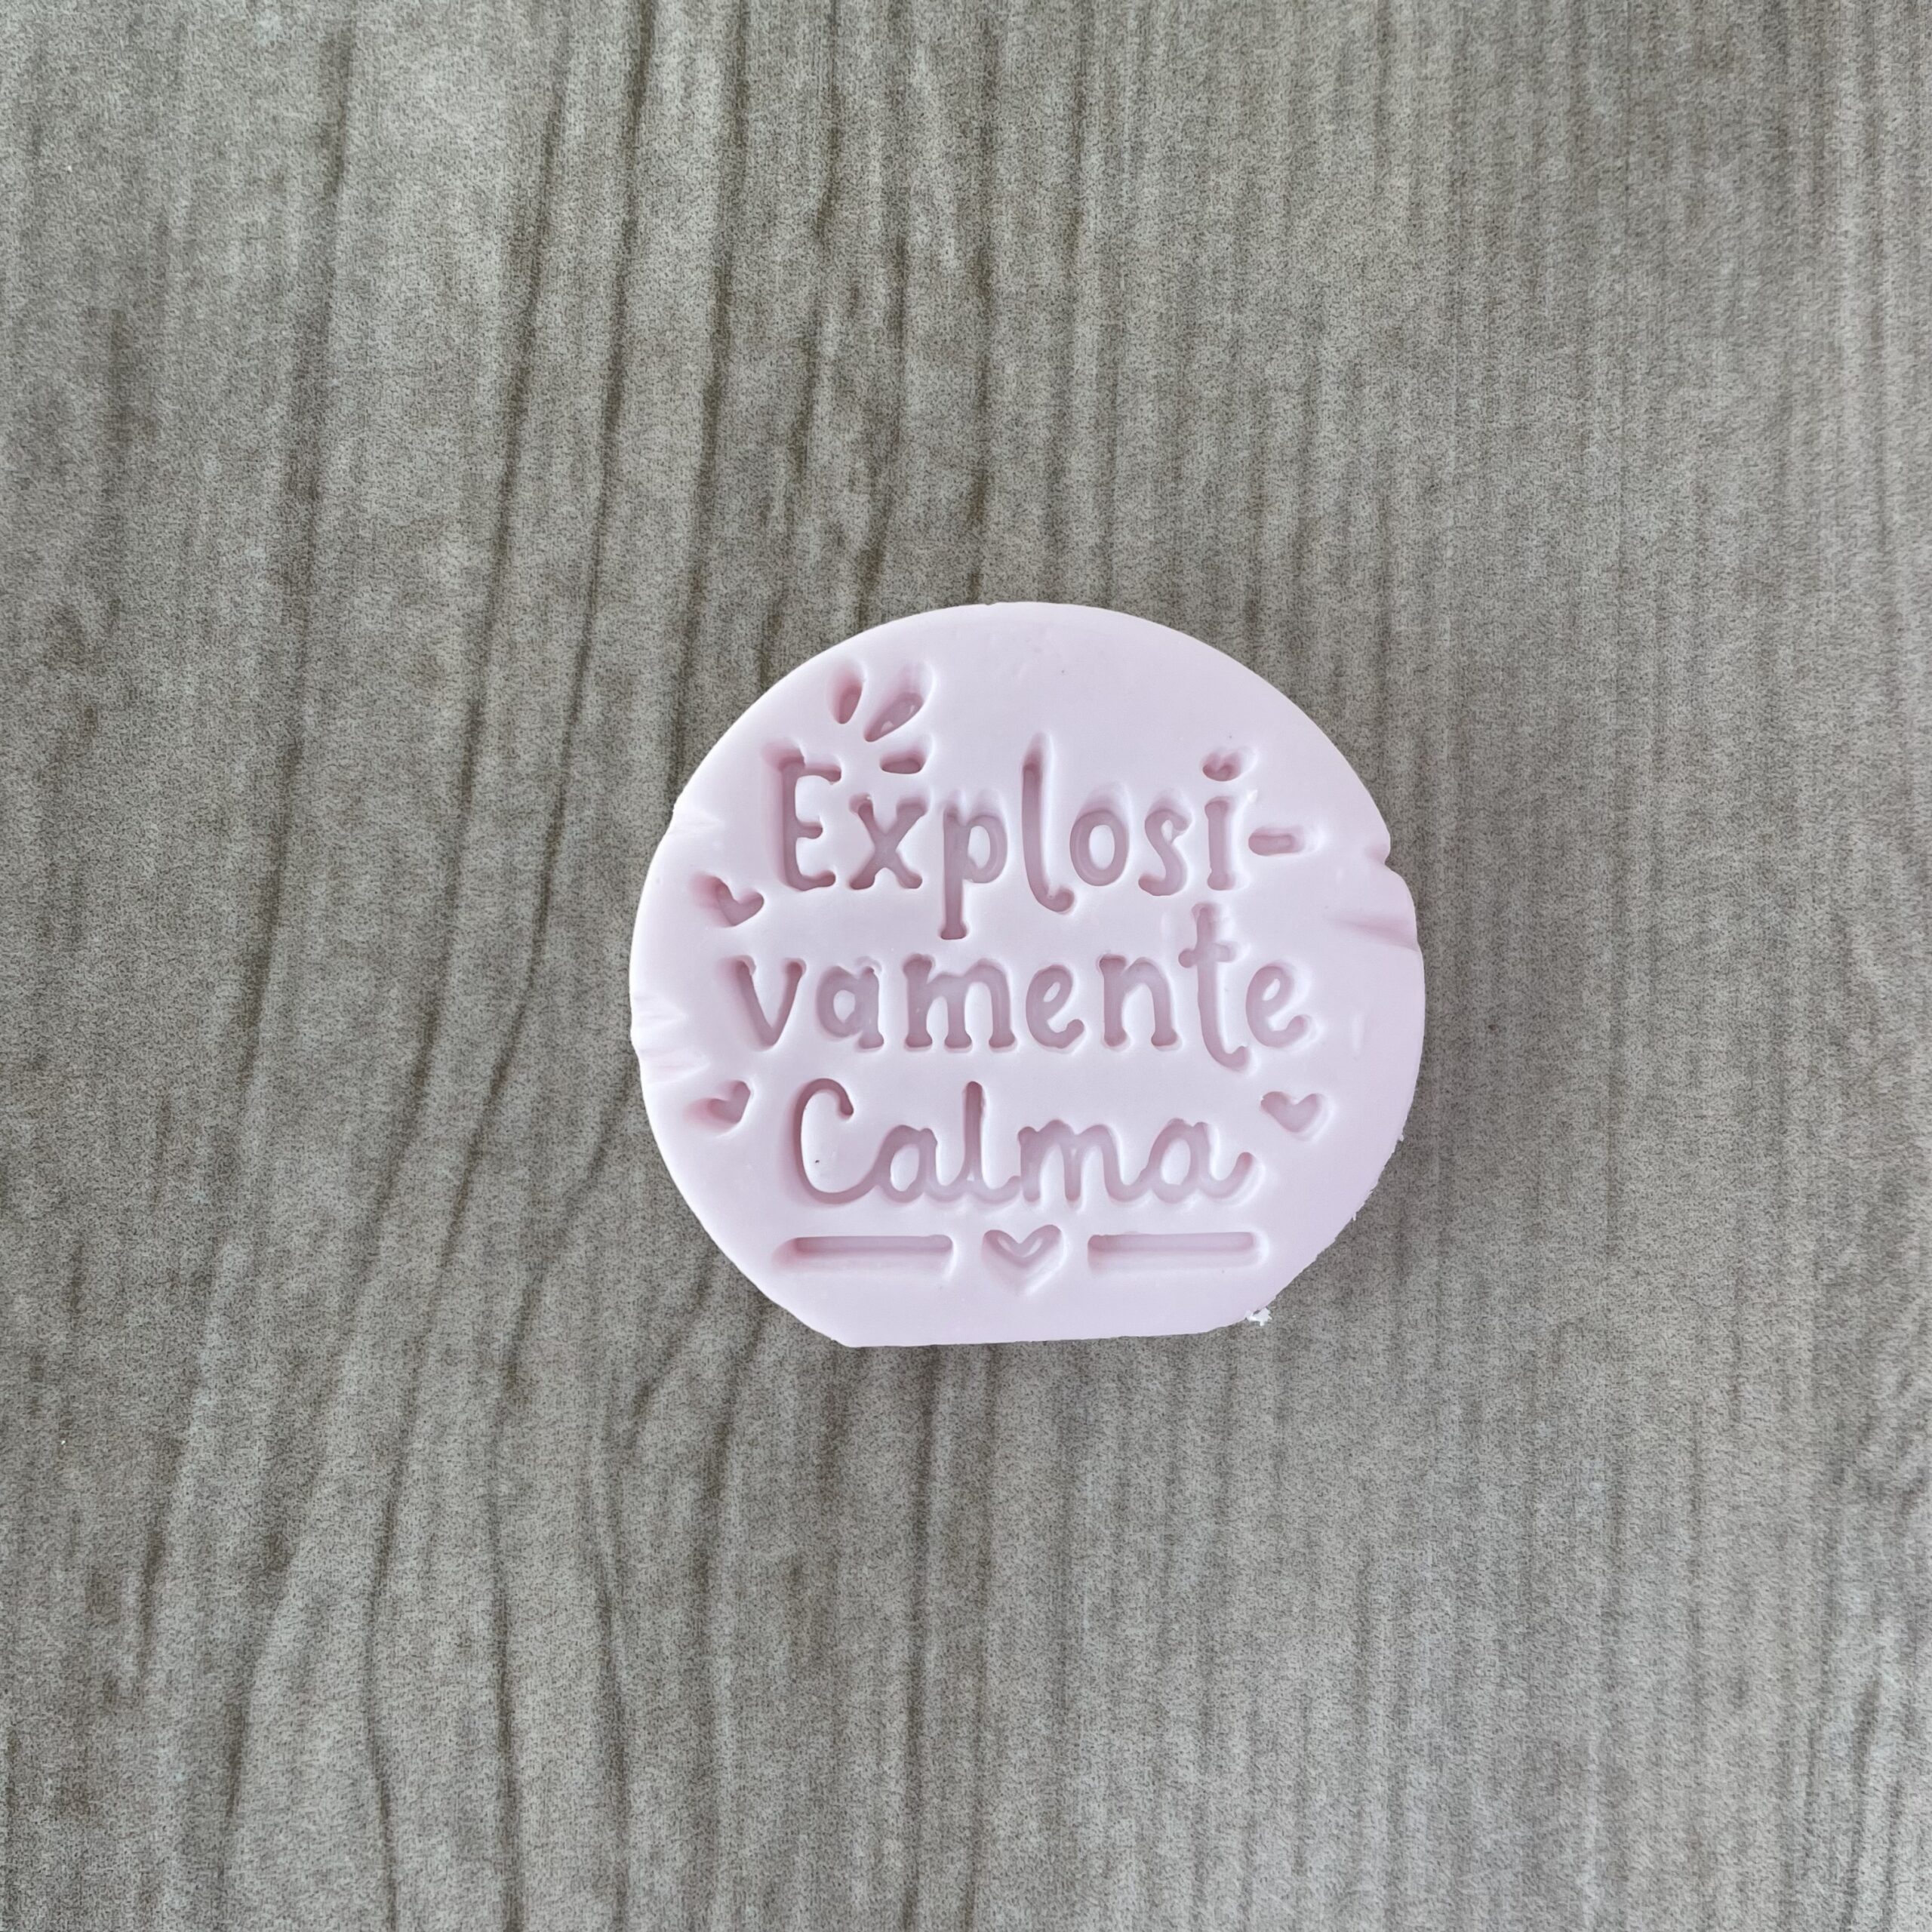 Explosi-
vamente
Calma